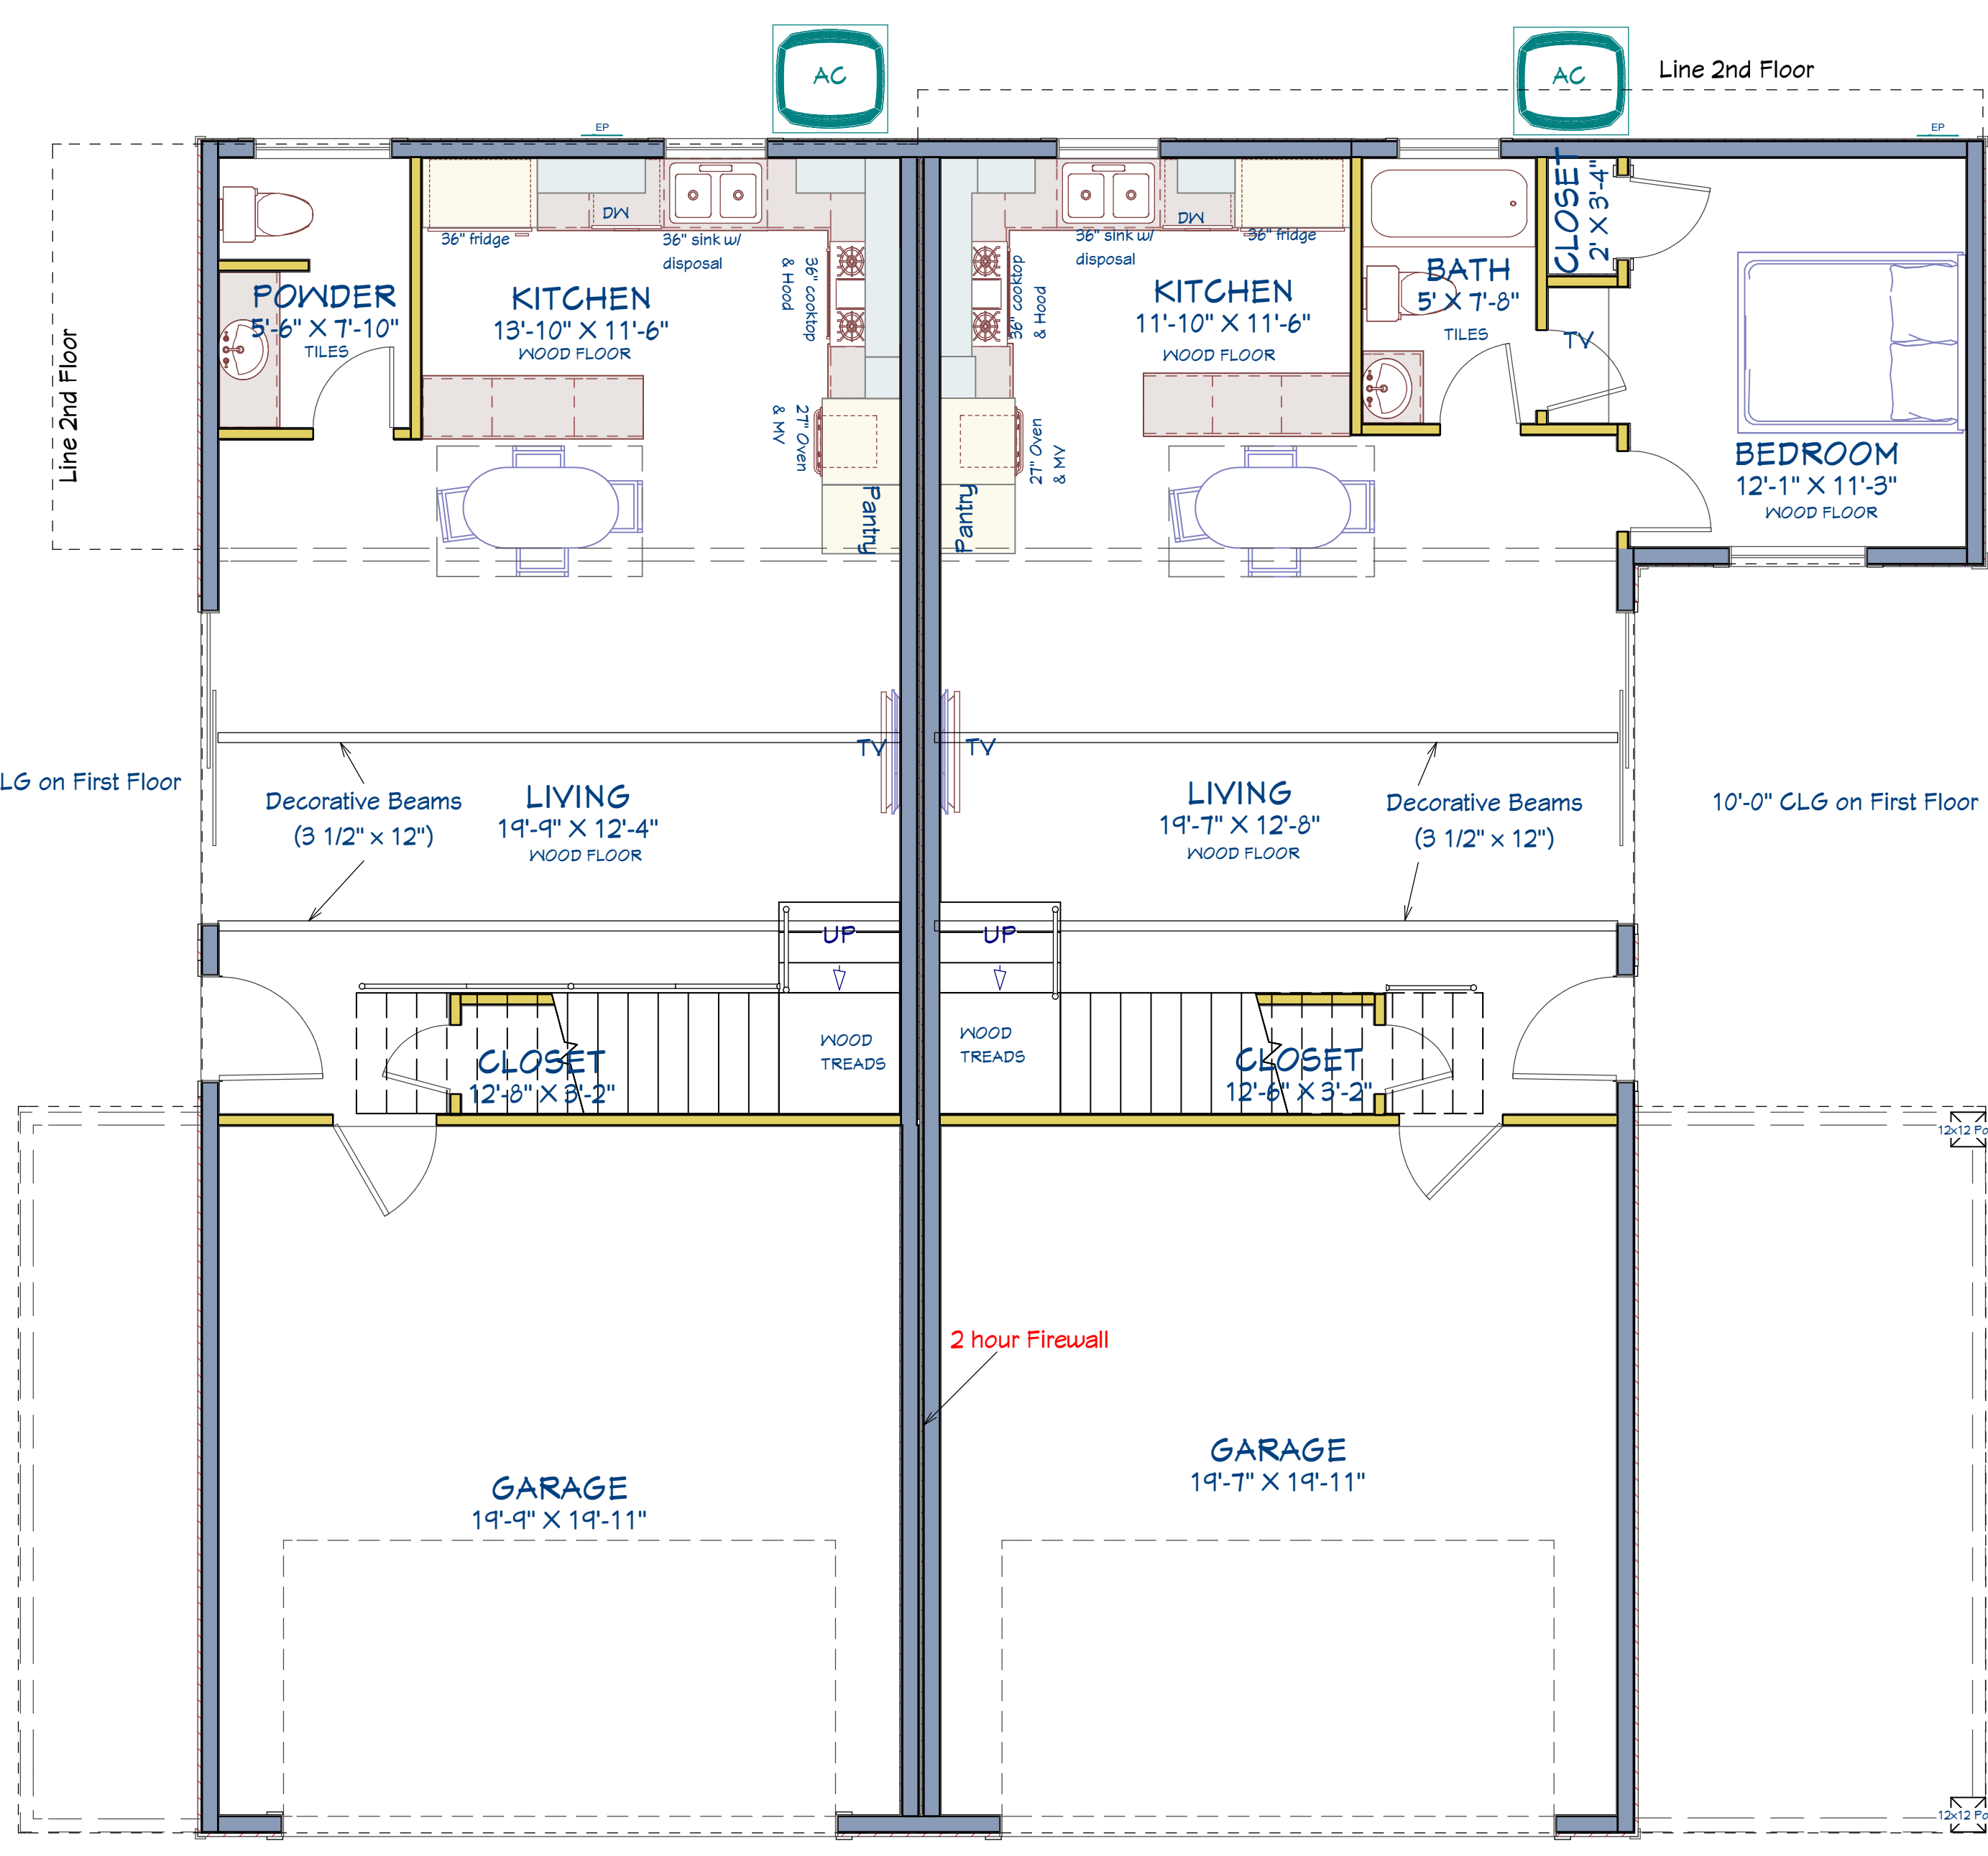 AC
AC
Line 2nd Floor
EP
EP
DW
36" fridge
36" sink w/
disposal
36" cooktop
& Hood
POWDER
5'-6" X 7'-10"
TILES
KITCHEN
13'-10" X 11'-6"
WOOD FLOOR
27" Oven
& MV
Pantry
Line 2nd Floor
36" sink w/
disposal
DW
36" fridge
36" cooktop
& Hood
KITCHEN
11'-10" X 11'-6"
WOOD FLOOR
27" Oven
& MV
Pantry
BATH
5' X 7'-8"
TILES
CLOSET
2' X 3'-4"
TV
BEDROOM
12'-1" X 11'-3"
WOOD FLOOR
TV
TV
LG on First Floor
Decorative Beams
(3 1/2" x 12")
LIVING
19'-9" X 12'-4"
WOOD FLOOR
LIVING
19'-7" X 12'-8"
WOOD FLOOR
Decorative Beams
(3 1/2" x 12")
10'-0" CLG on First Floor
UP
UP
WOOD
TREADS
WOOD
TREADS
CLOSET
12'-8" X 3'-2"
CLOSET
12'-6" X 3'-2"
12x12 Po
2 hour Firewall
GARAGE
19'-9" X 19'-11"
GARAGE
19'-7" X 19'-11"
12x12 Po